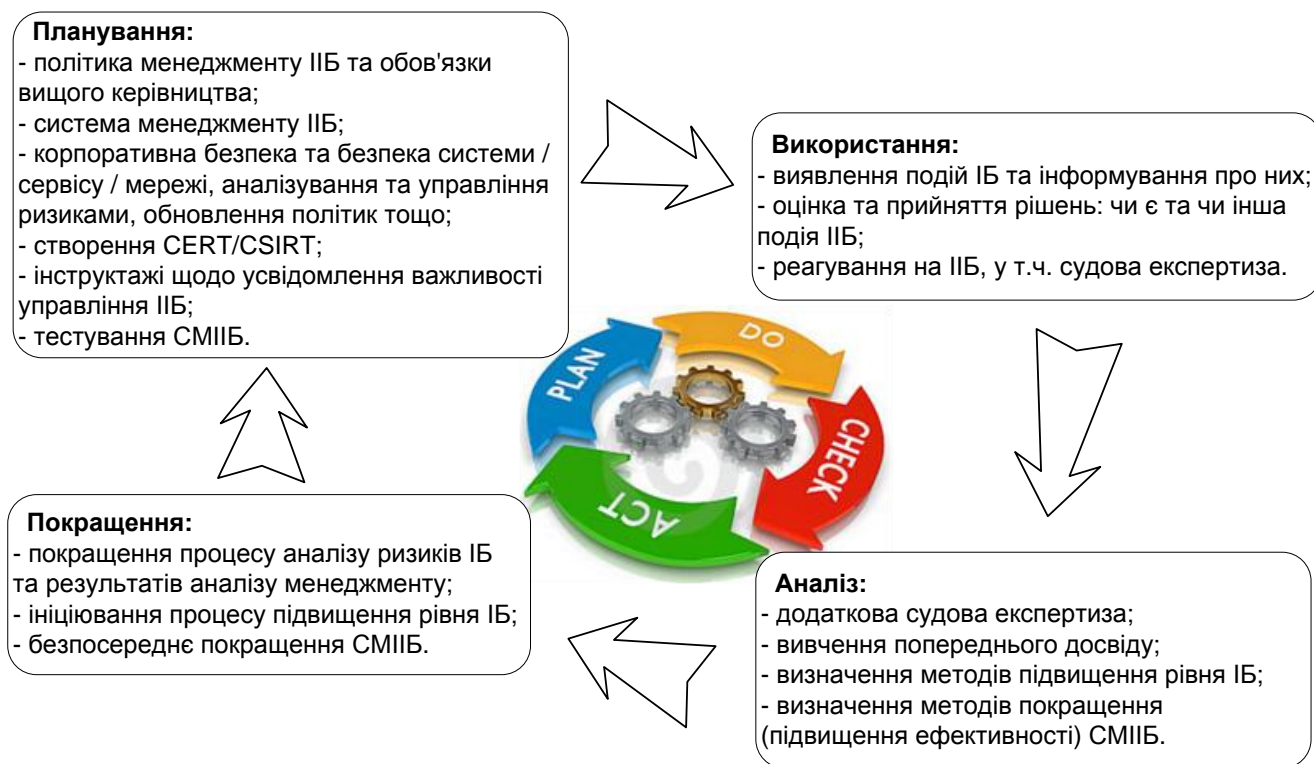 Планування:
- політика менеджменту ІІБ та обов'язки
вищого керівництва;
- система менеджменту ІІБ;
- корпоративна безпека та безпека системи /
сервісу / мережі, аналізування та управління
ризиками, обновлення політик тощо;
- створення CERT/CSIRT;
- інструктажі щодо усвідомлення важливості
управління ІІБ;
- тестування СМІІБ.
Використання:
- виявлення подій ІБ та інформування про них;
- оцінка та прийняття рішень: чи є та чи інша
подія ІІБ;
- реагування на ІІБ, у т.ч. судова експертиза.
PLAN
DO
CHECK
ACT
Покращення:
- покращення процесу аналізу ризиків ІБ
та результатів аналізу менеджменту;
- ініціювання процесу підвищення рівня ІБ;
- безпосереднє покращення СМІІБ.
Аналіз:
- додаткова судова експертиза;
- вивчення попереднього досвіду;
- визначення методів підвищення рівня ІБ;
- визначення методів покращення
(підвищення ефективності) СМІІБ.